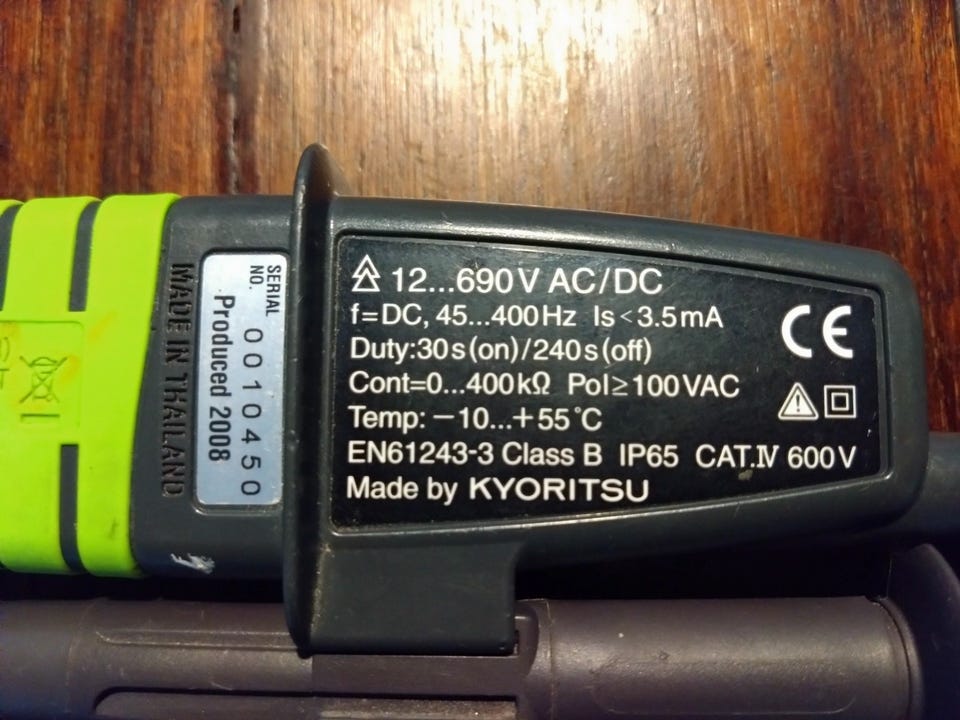 12...690V AC/DC
f=DC, 45...400Hz Is<3.5mA
Duty:30s(on)/240s(off)
Cont=0...400kΩ Pol≥100VAC
Temp: −10...+55°C
EN61243-3 Class B IP65 CAT.IV 600V
Made by KYORITSU
CE
SERIAL
NO. 0010450
Produced 2008
MADE IN THAILAND